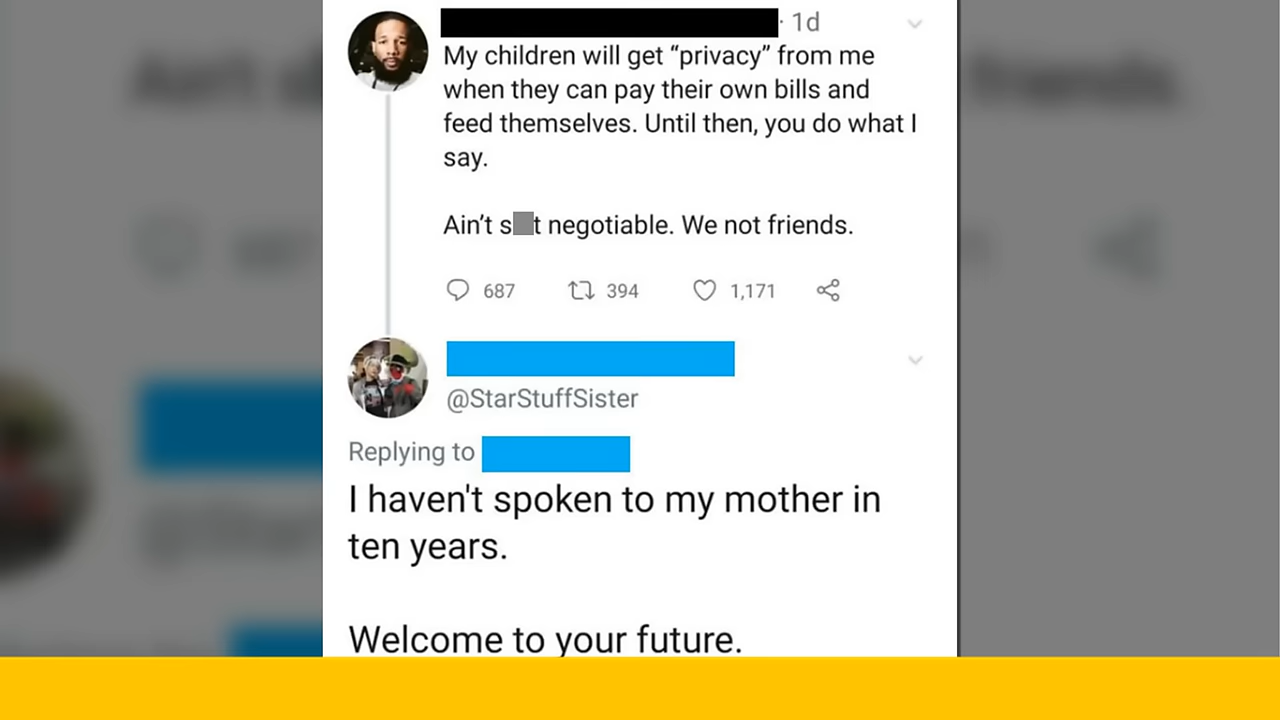 · 1d
My children will get “privacy” from me
when they can pay their own bills and
feed themselves. Until then, you do what I
say.
Ain’t s t negotiable. We not friends.
687 394 1,171
@StarStuffSister
Replying to
I haven't spoken to my mother in
ten years.
Welcome to your future.